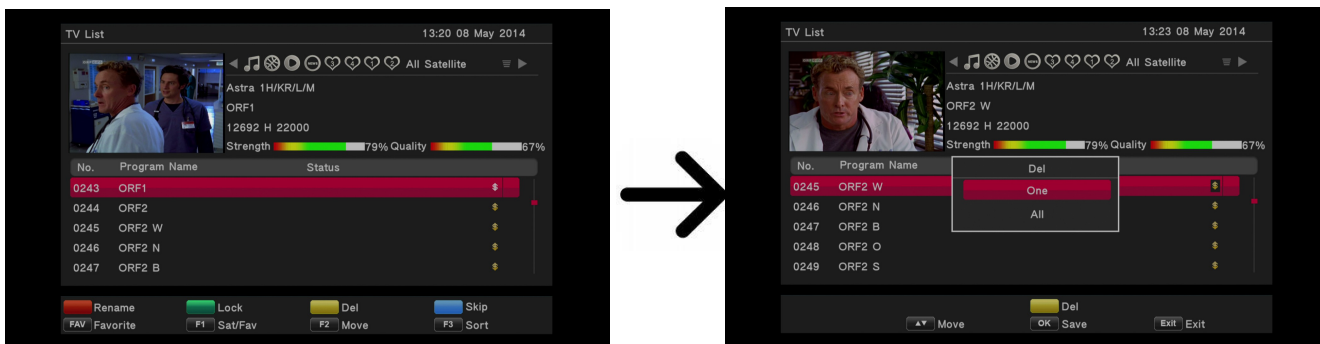 TV List 13:20 08 May 2014
All Satellite
Astra 1H/KR/L/M
ORF1
12692 H 22000
Strength 79% Quality 67%
No. Program Name Status
0243 ORF1 $
0244 ORF2 $
0245 ORF2 W $
0246 ORF2 N $
0247 ORF2 B $
Rename Lock Del Skip
FAV Favorite F1 Sat/Fav F2 Move F3 Sort
TV List 13:23 08 May 2014
All Satellite
Astra 1H/KR/L/M
ORF2 W
12692 H 22000
Strength 79% Quality 67%
No. Program Name
Del
One
All
0245 ORF2 W $
0246 ORF2 N $
0247 ORF2 B $
0248 ORF2 O $
0249 ORF2 S $
Del
Move OK Save Exit Exit